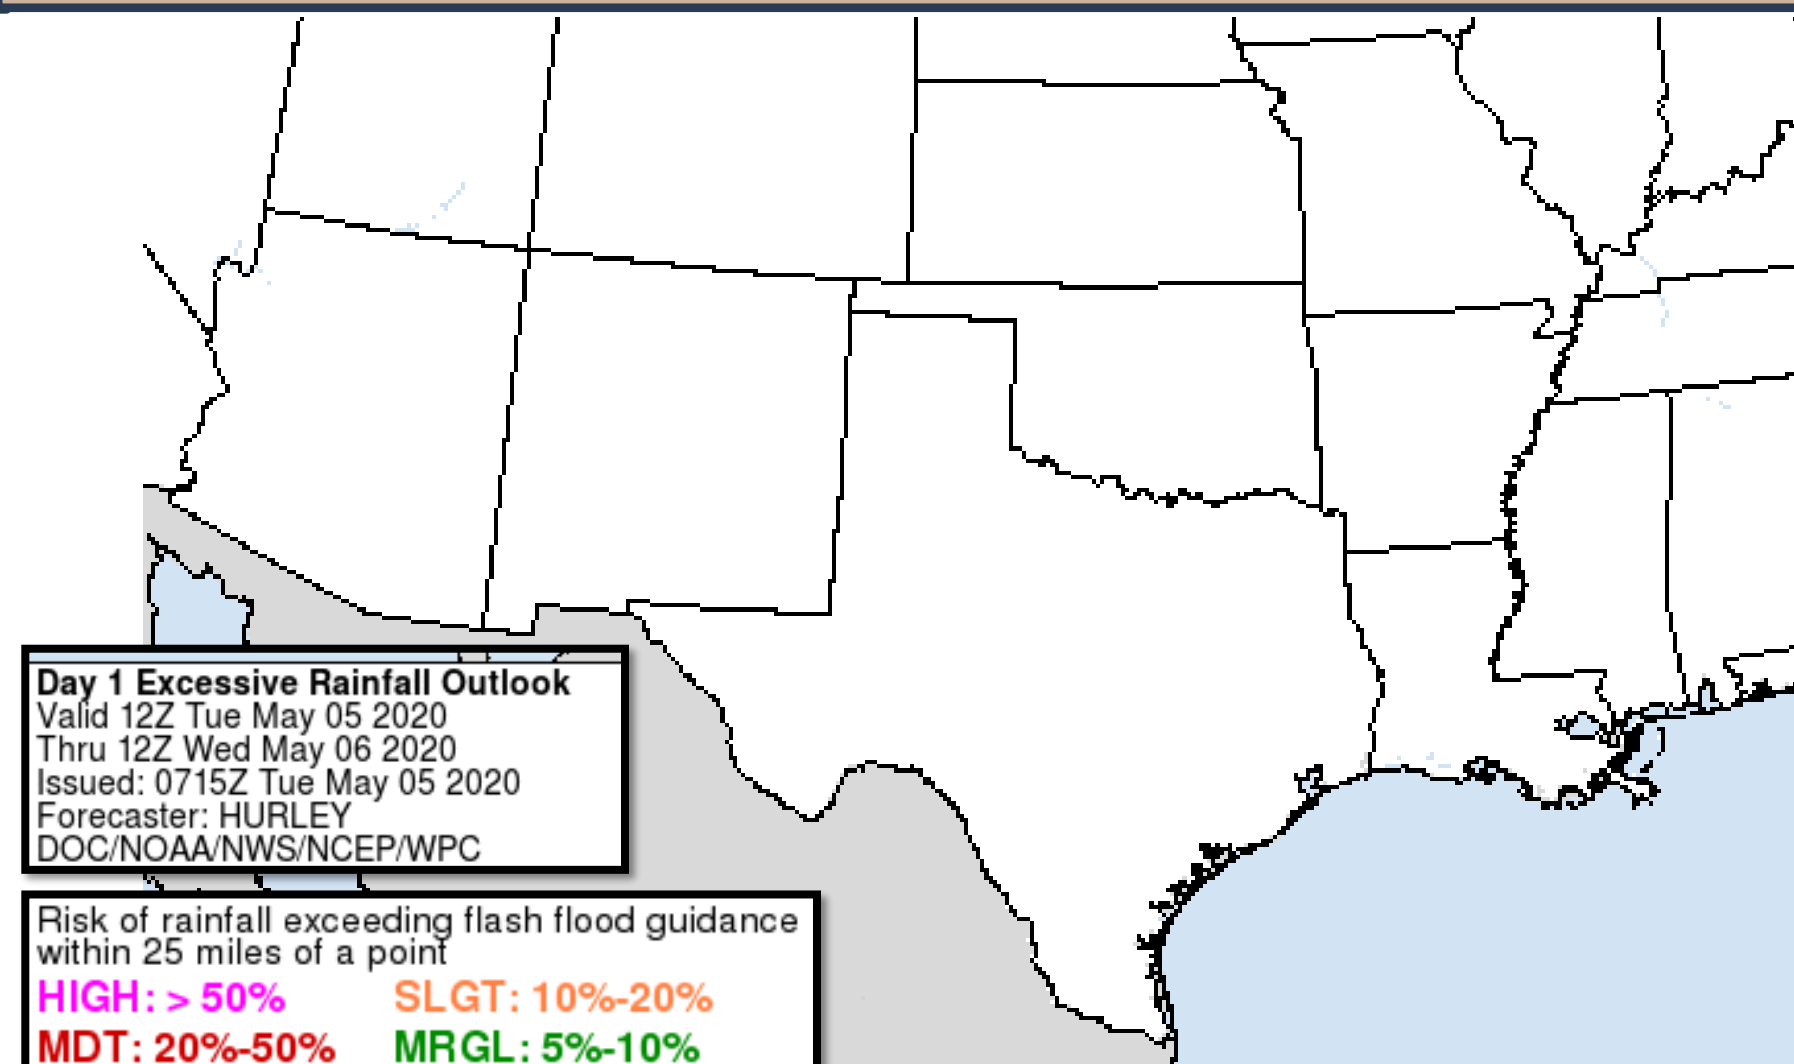 Day 1 Excessive Rainfall Outlook
Valid 12Z Tue May 05 2020
Thru 12Z Wed May 06 2020
Issued: 0715Z Tue May 05 2020
Forecaster: HURLEY
DOC/NOAA/NWS/NCEP/WPC
Risk of rainfall exceeding flash flood guidance
within 25 miles of a point
HIGH: > 50% SLGT: 10%-20%
MDT: 20%-50% MRGL: 5%-10%